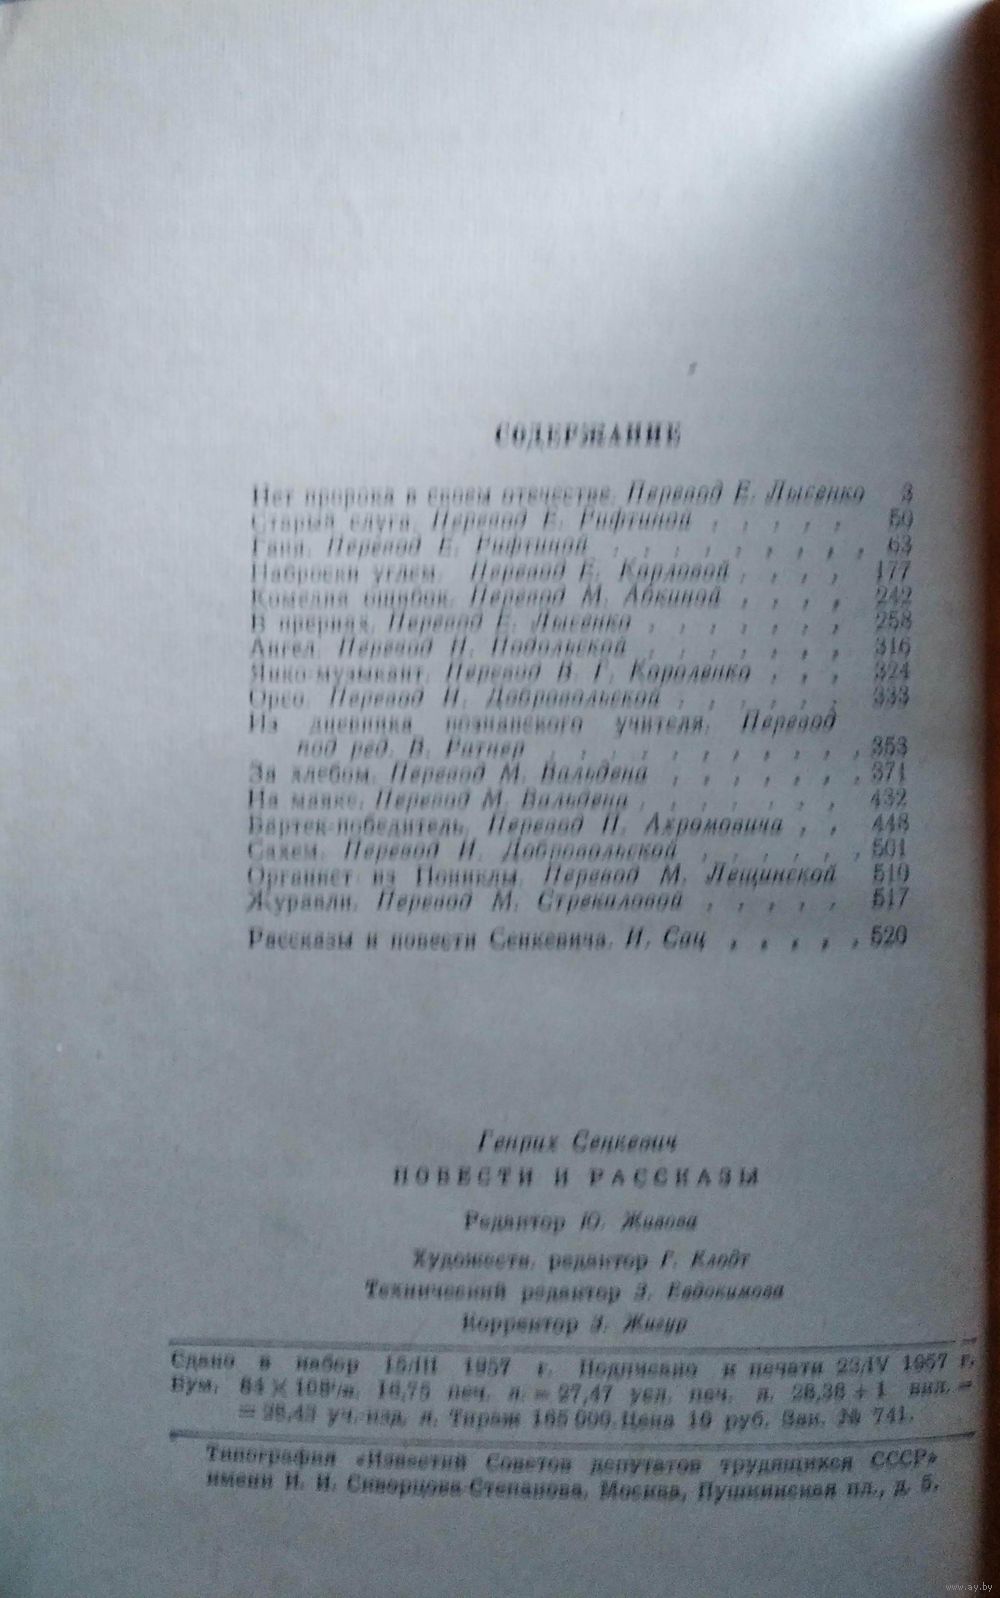 СОДЕРЖАНИЕ
Нет пророка в своем отечестве. Перевод Е. Лысенко 3
Старый слуга. Перевод Е. Рифтиной . . . . . 50
Ганя. Перевод Е. Рифтиной . . . . . . . . . 63
Наброски углем. Перевод Е. Карловой . . . . 177
Комедия ошибок. Перевод М. Абкиной . . . . 242
В прериях. Перевод Е. Лысенко . . . . . . . 258
Ангел. Перевод Н. Подольской . . . . . . . 316
Янко-музыкант. Перевод В. Г. Короленко . . . 324
Орсо. Перевод Н. Добровольской . . . . . . 333
Из дневника познанского учителя. Перевод
под ред. В. Ратнер . . . . . . . . . . . 353
За хлебом. Перевод М. Вальдена . . . . . . . 371
На маяке. Перевод М. Вальдена . . . . . . . 432
Бартек-победитель. Перевод П. Ахромовича . . 448
Сахем. Перевод Н. Добровольской . . . . . . 501
Органист из Пониклы. Перевод М. Лещинской 510
Журавли. Перевод М. Стрекиловой . . . . . 517
Рассказы и повести Сенкевича. И. Сац . . . . . 520
Генрих Сенкевич
ПОВЕСТИ И РАССКАЗЫ
Редактор Ю. Живова
Художеств. редактор Г. Клодт
Технический редактор Э. Евдокимова
Корректор Э. Жигур
Сдано в набор 15/III 1957 г. Подписано к печати 23/IV 1957 г.
Бум. 84 × 108 16,75 печ. л. = 27,47 усл. печ. л. + 1 вкл. =
уч.-изд. л. Тираж 165 000. Цена 10 руб. Зак. № 741.
Типография «Известий Советов депутатов трудящихся СССР»
имени И. И. Скворцова-Степанова, Москва, Пушкинская пл., д. 5.
www.ay.by